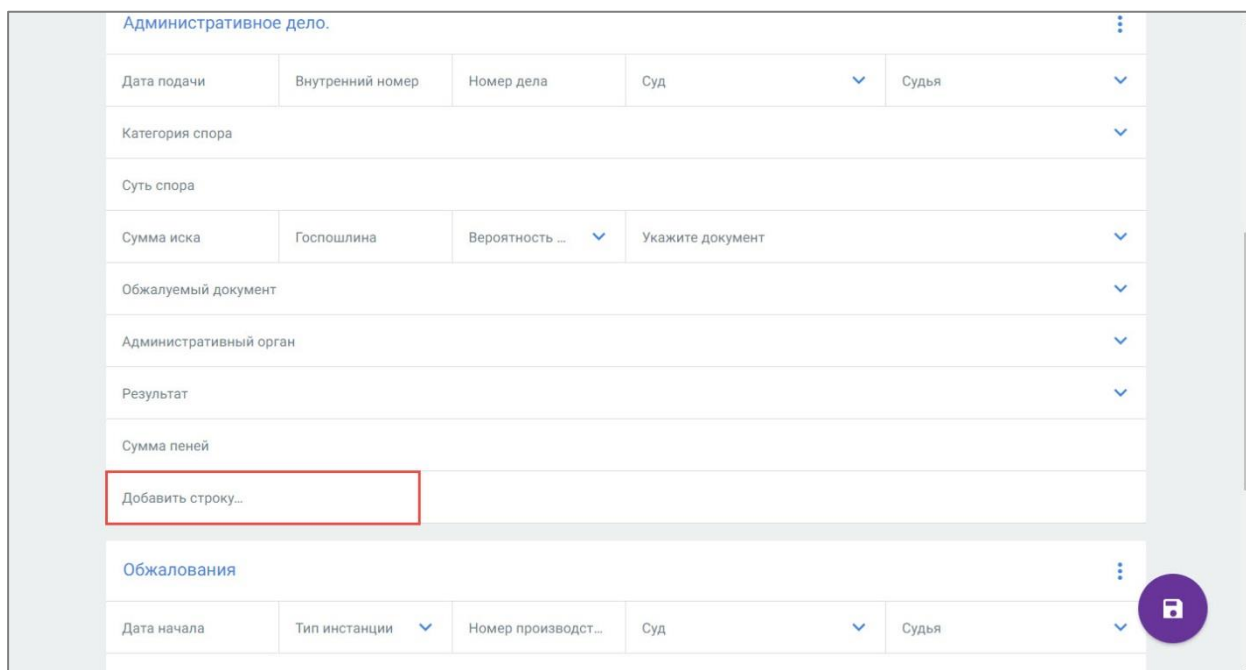 Административное дело.
Дата подачи Внутренний номер Номер дела Суд Судья
Категория спора
Суть спора
Сумма иска Госпошлина Вероятность ... Укажите документ
Обжалуемый документ
Административный орган
Результат
Сумма пеней
Добавить строку...
Обжалования
Дата начала Тип инстанции Номер производст... Суд Судья